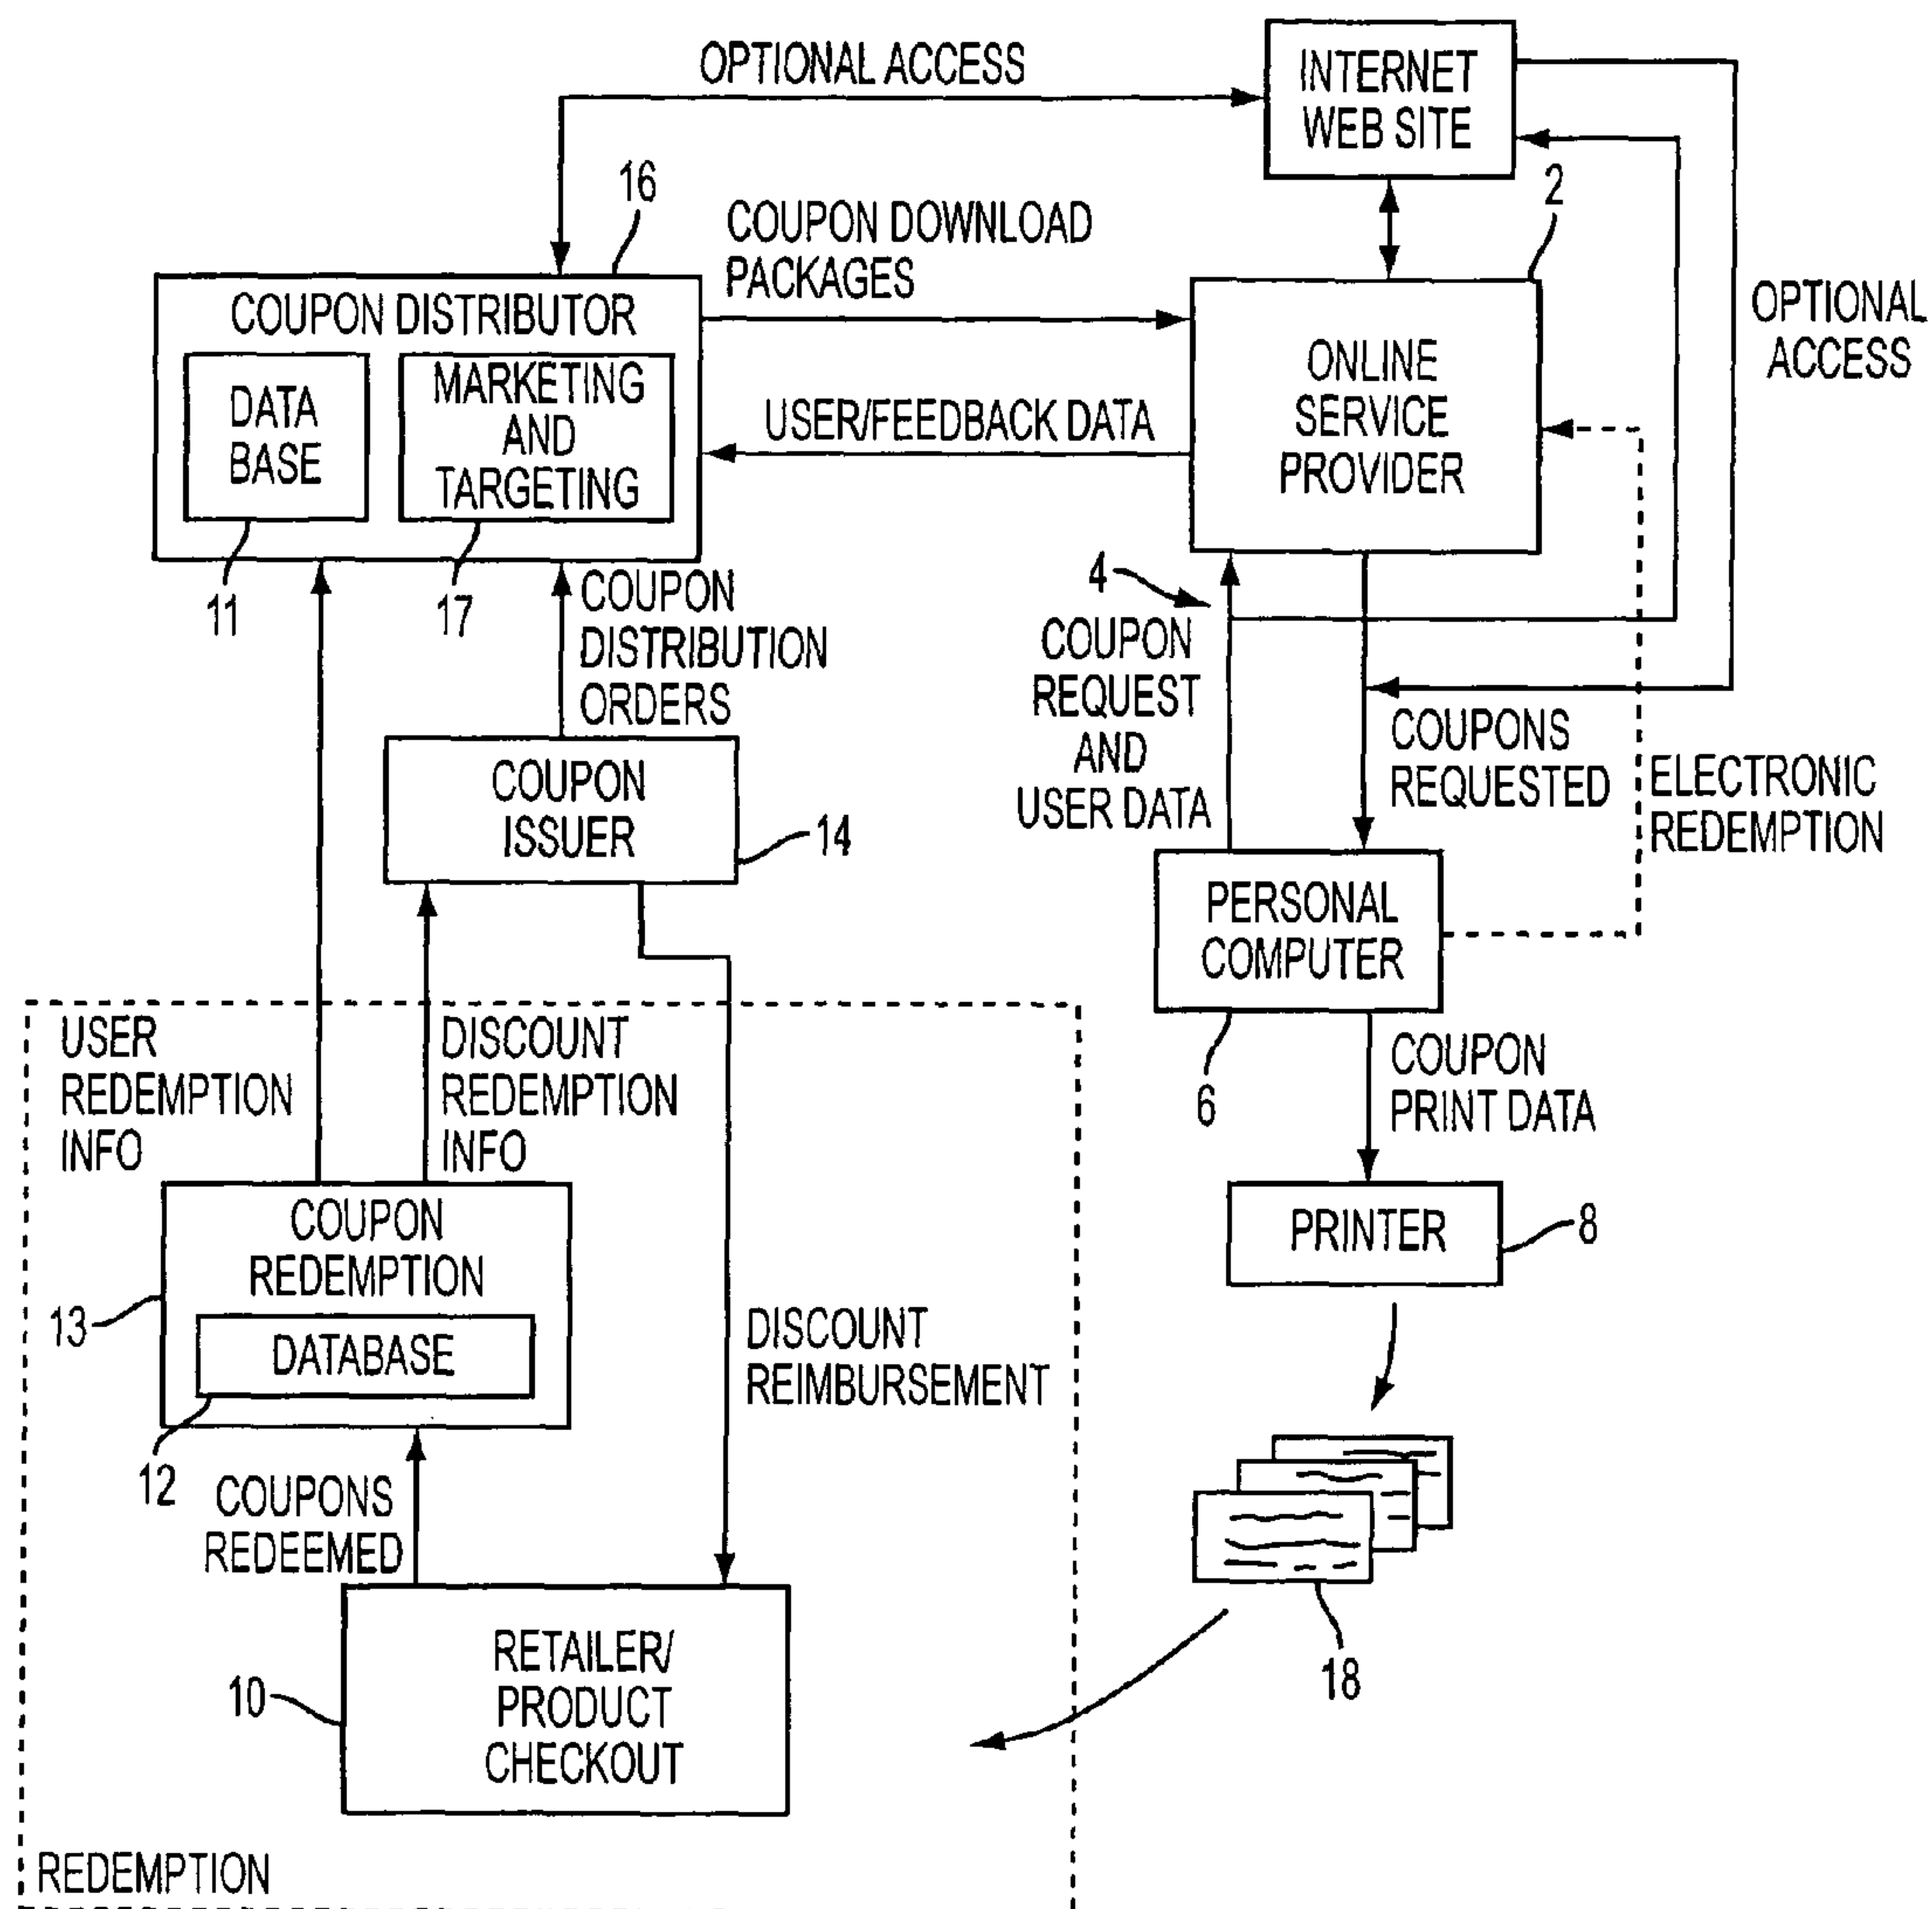 OPTIONAL ACCESS
INTERNET
WEB SITE
16
COUPON DOWNLOAD
PACKAGES
2
OPTIONAL
ACCESS
COUPON DISTRIBUTOR
DATA
BASE
MARKETING
AND
TARGETING
USER/FEEDBACK DATA
ONLINE
SERVICE
PROVIDER
11
17
COUPON
DISTRIBUTION
ORDERS
4
COUPON
REQUEST
AND
USER DATA
COUPONS
REQUESTED
ELECTRONIC
REDEMPTION
COUPON
ISSUER
14
PERSONAL
COMPUTER
6
COUPON
PRINT DATA
USER
REDEMPTION
INFO
DISCOUNT
REDEMPTION
INFO
COUPON
REDEMPTION
DATABASE
13
12
PRINTER
8
DISCOUNT
REIMBURSEMENT
COUPONS
REDEEMED
18
RETAILER/
PRODUCT
CHECKOUT
10
REDEMPTION